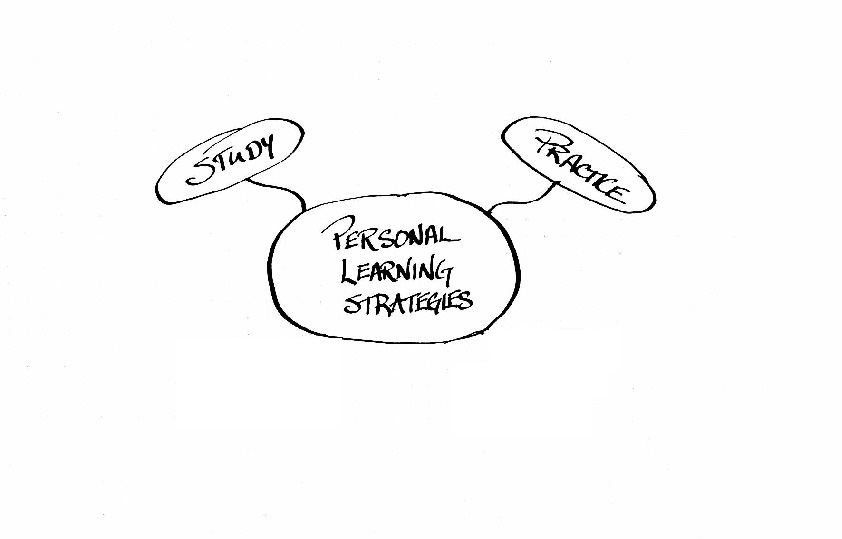 STUDY
PRACTICE
PERSONAL
LEARNING
STRATEGIES